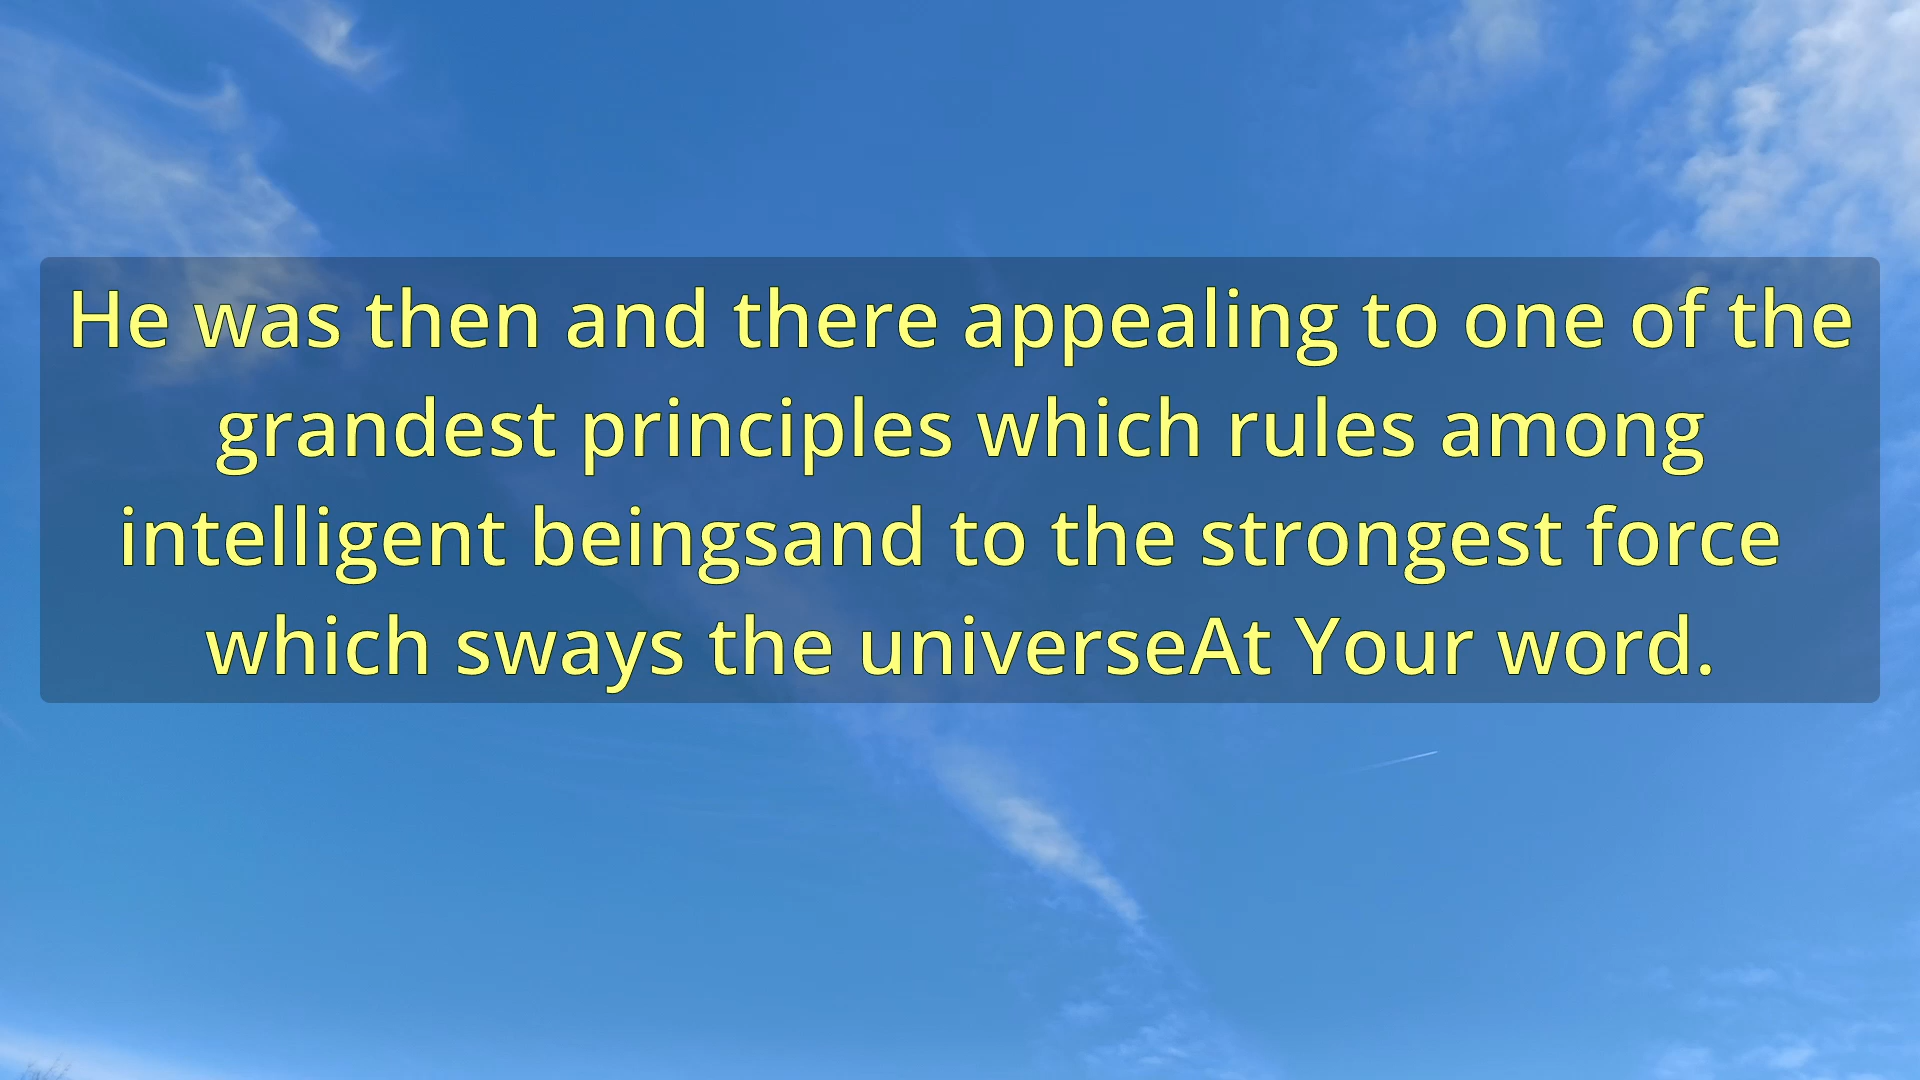 He was then and there appealing to one of the
grandest principles which rules among
intelligent beingsand to the strongest force
which sways the universeAt Your word.